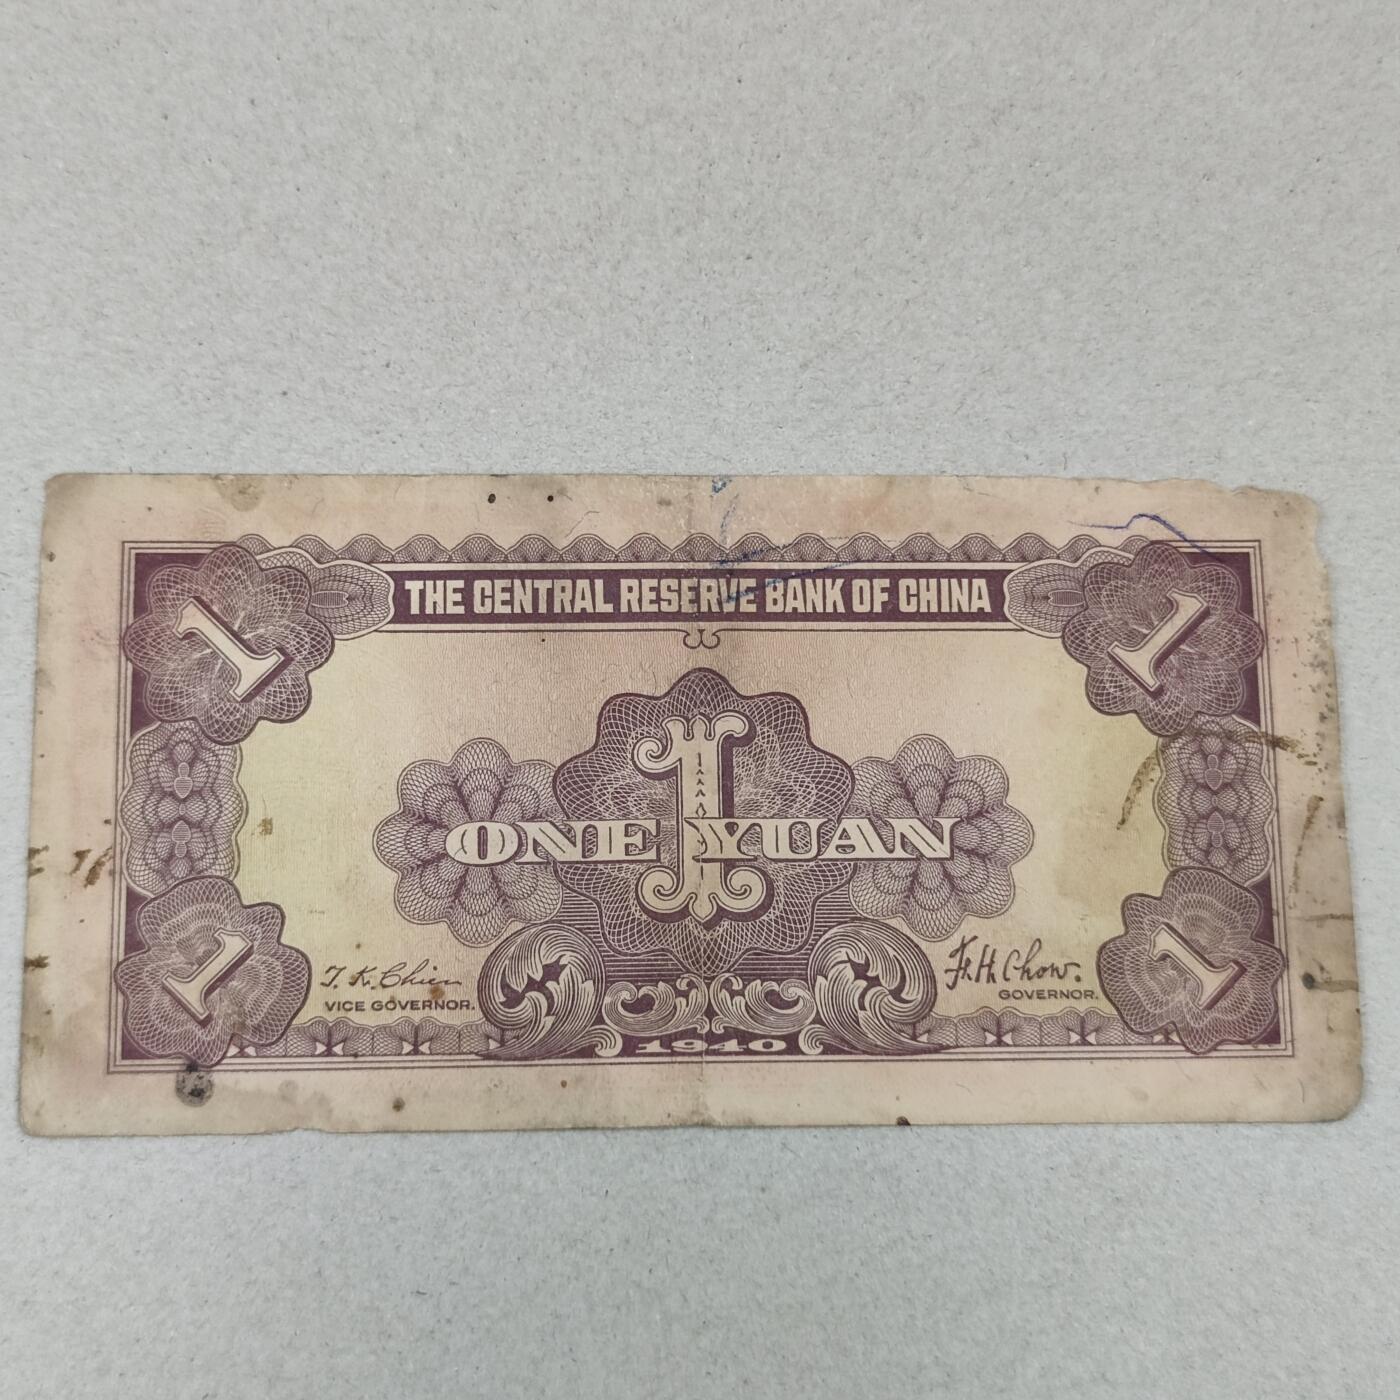 THE CENTRAL RESERVE BANK OF CHINA
1 1
1
ONE YUAN
1 1
T. K. Chien
VICE GOVERNOR.
F. H. Chow.
GOVERNOR.
1940